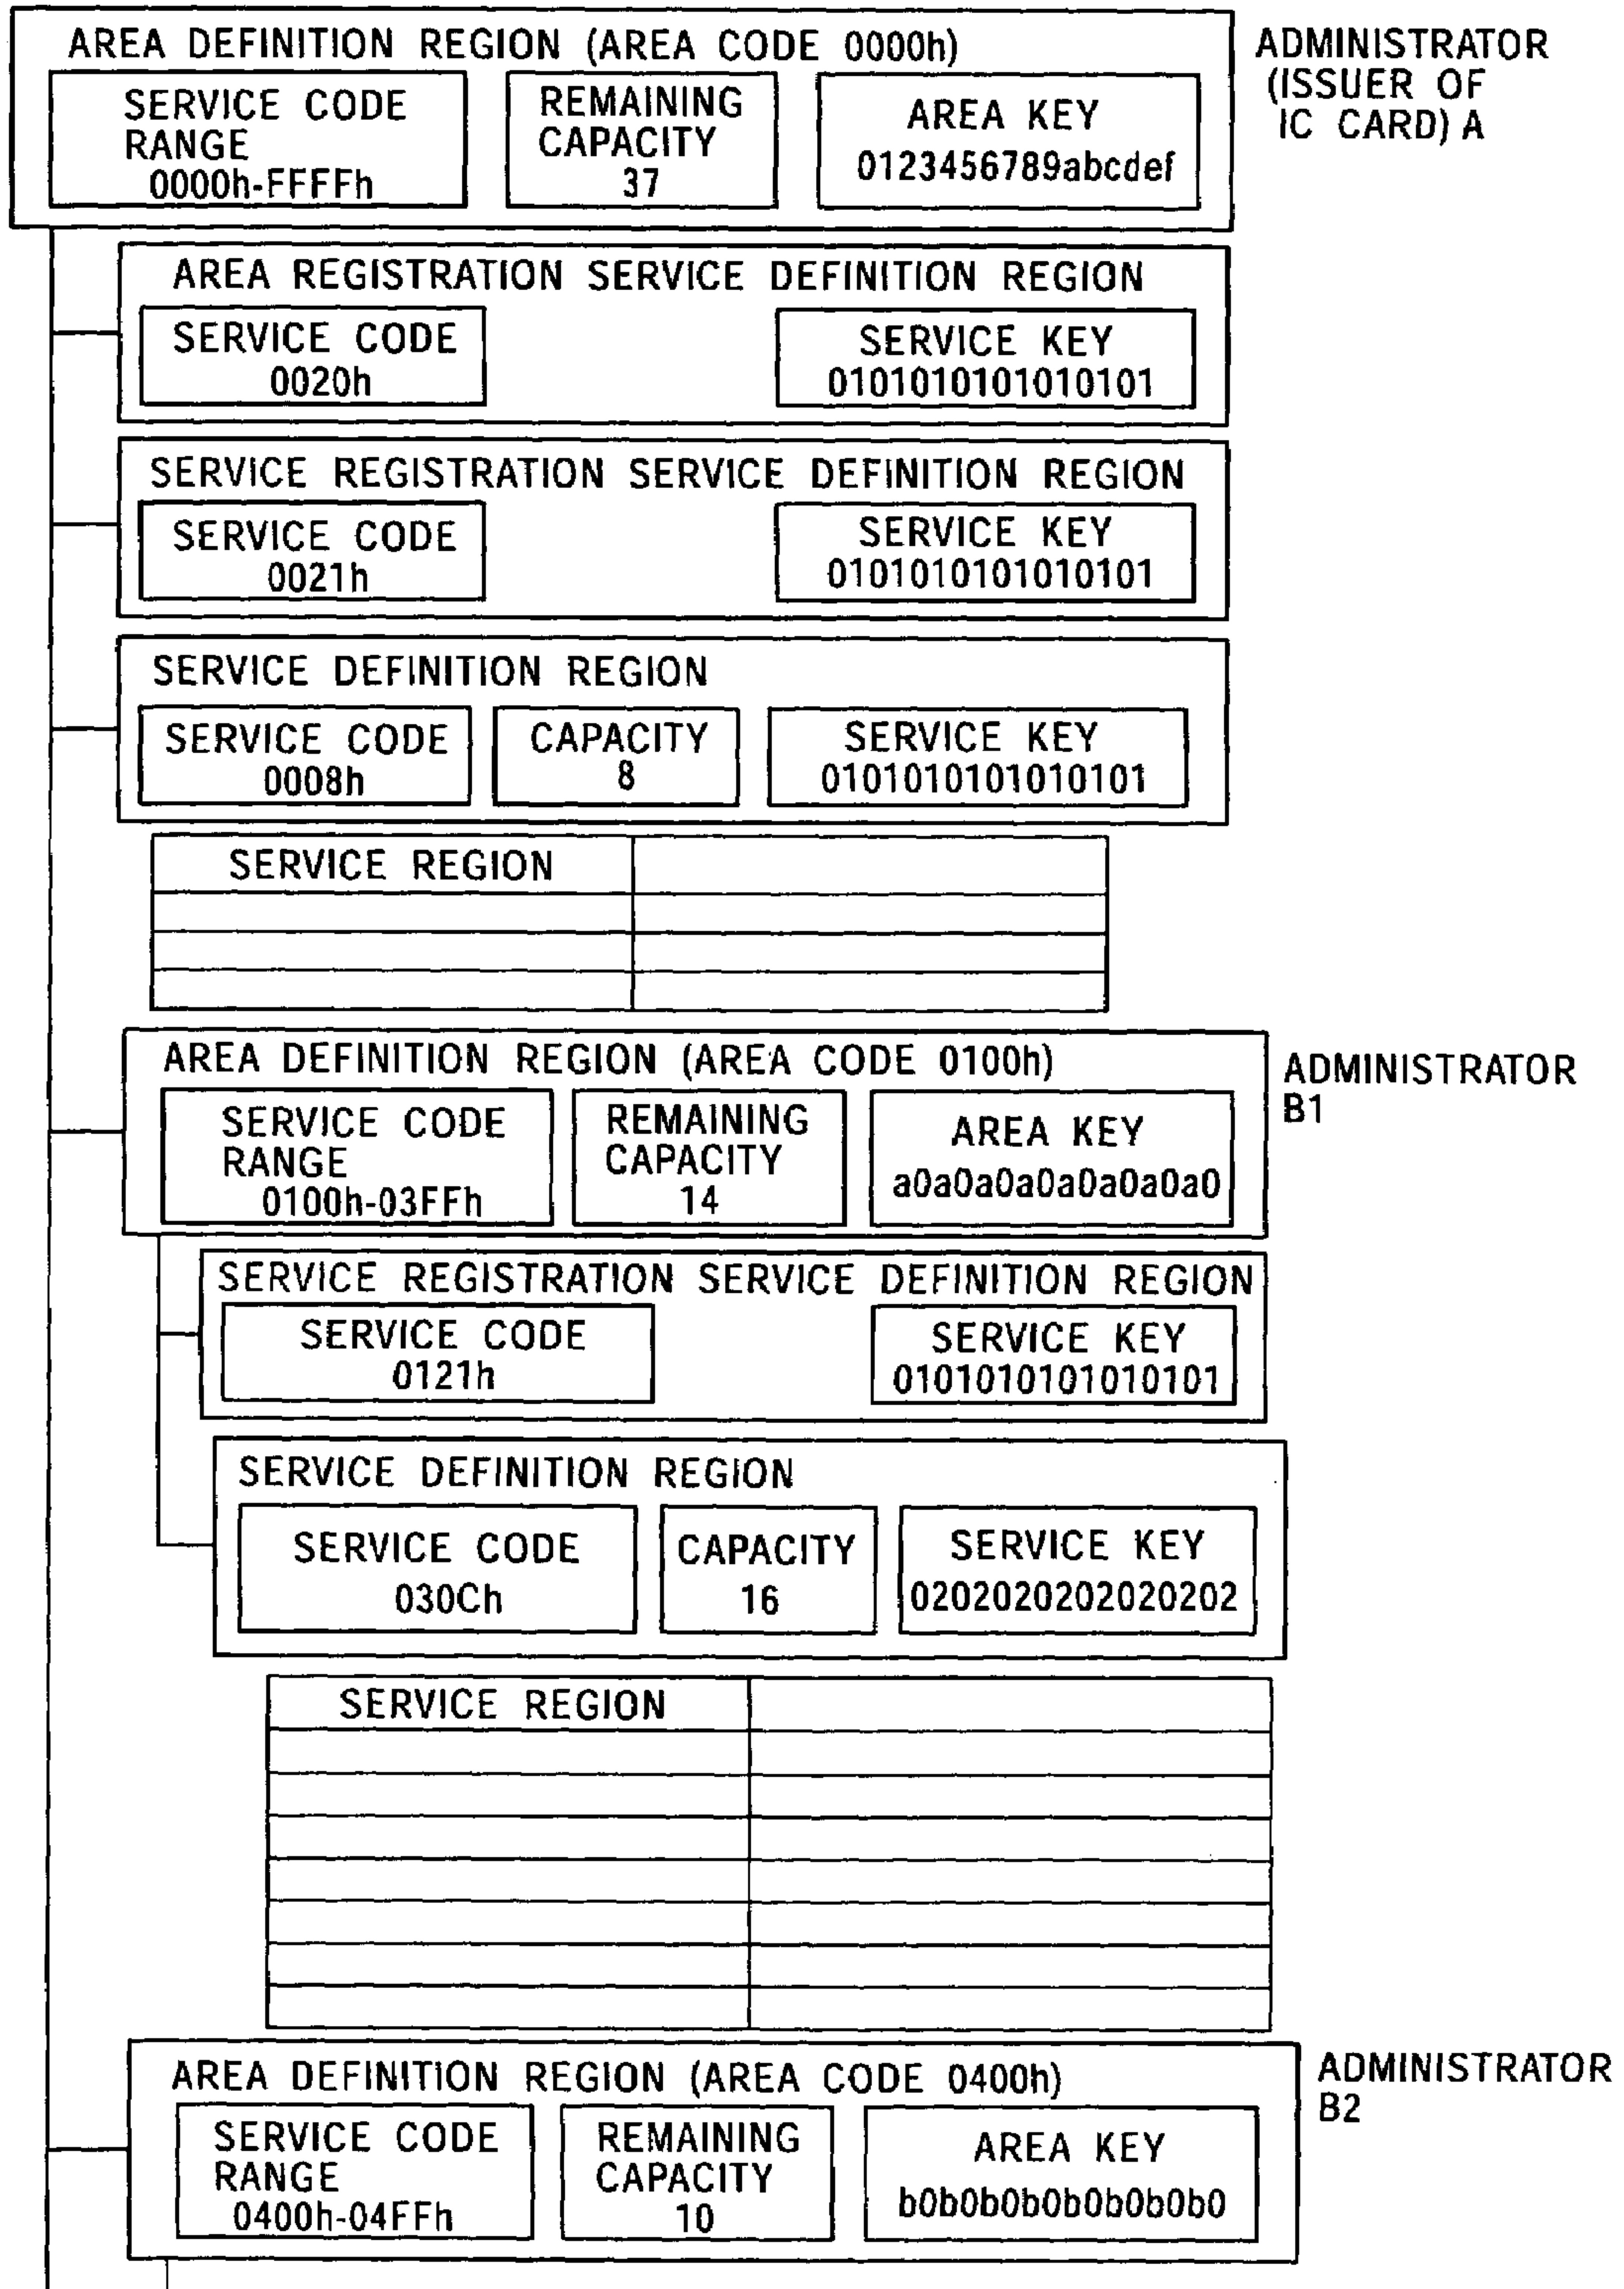 AREA DEFINITION REGION (AREA CODE 0000h)
ADMINISTRATOR
(ISSUER OF
IC CARD) A
SERVICE CODE
RANGE
0000h-FFFFh
REMAINING
CAPACITY
37
AREA KEY
0123456789abcdef
AREA REGISTRATION SERVICE DEFINITION REGION
SERVICE CODE
0020h
SERVICE KEY
0101010101010101
SERVICE REGISTRATION SERVICE DEFINITION REGION
SERVICE CODE
0021h
SERVICE KEY
0101010101010101
SERVICE DEFINITION REGION
SERVICE CODE
0008h
CAPACITY
8
SERVICE KEY
0101010101010101
SERVICE REGION
AREA DEFINITION REGION (AREA CODE 0100h)
ADMINISTRATOR
B1
SERVICE CODE
RANGE
0100h-03FFh
REMAINING
CAPACITY
14
AREA KEY
a0a0a0a0a0a0a0a0
SERVICE REGISTRATION SERVICE DEFINITION REGION
SERVICE CODE
0121h
SERVICE KEY
0101010101010101
SERVICE DEFINITION REGION
SERVICE CODE
030Ch
CAPACITY
16
SERVICE KEY
0202020202020202
SERVICE REGION
AREA DEFINITION REGION (AREA CODE 0400h)
ADMINISTRATOR
B2
SERVICE CODE
RANGE
0400h-04FFh
REMAINING
CAPACITY
10
AREA KEY
b0b0b0b0b0b0b0b0